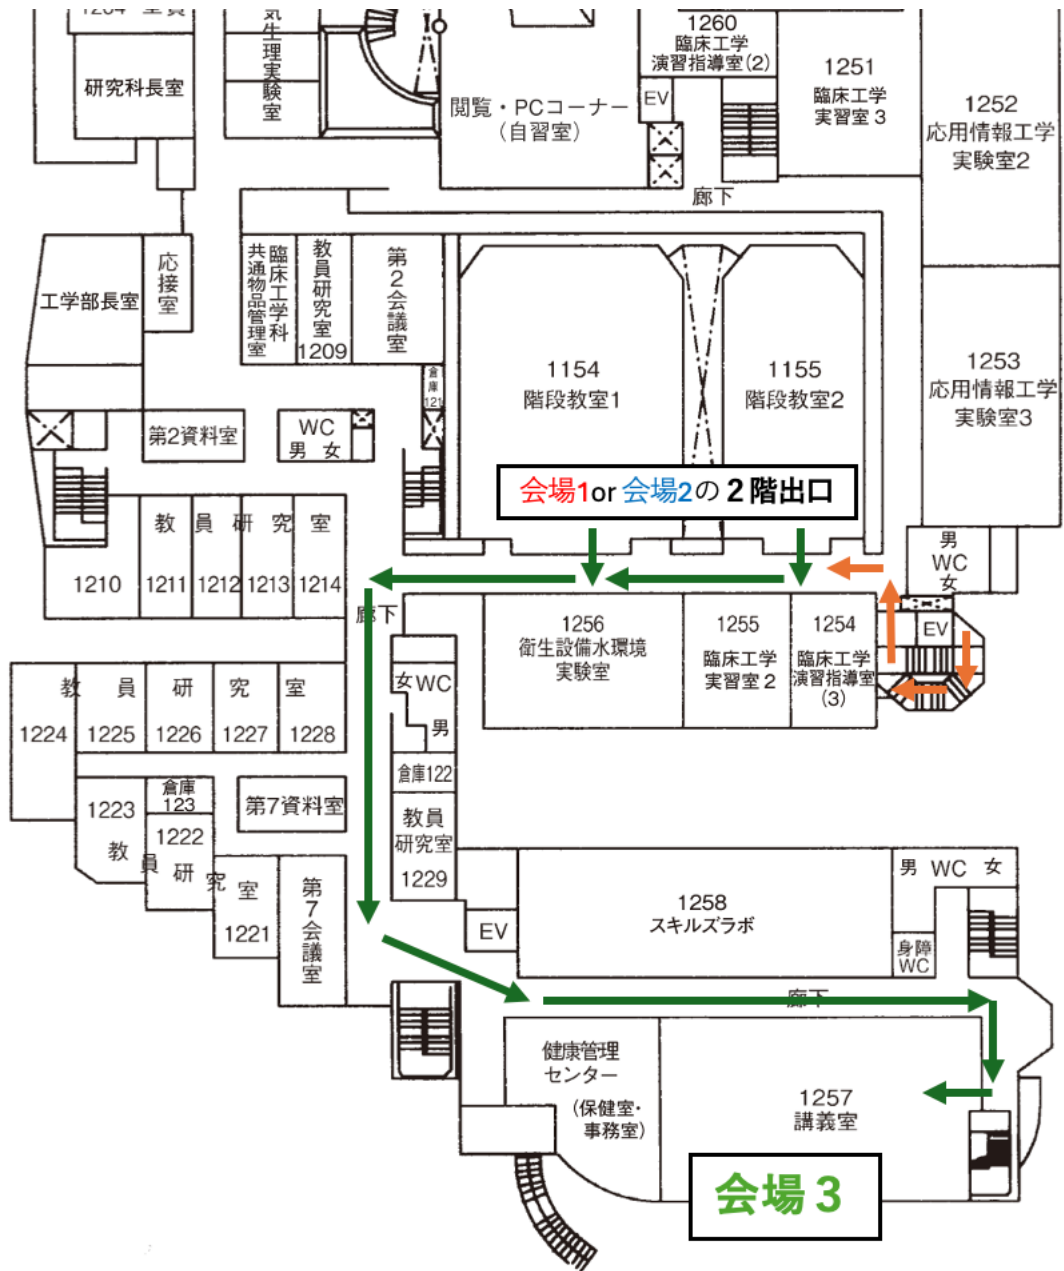 1260
臨床工学
演習指導室(2)
1251
臨床工学
実習室3
1252
応用情報工学
実験室2
研究科長室
気生理実験室
閲覧・PCコーナー
(自習室)
EV
廊下
工学部長室
応接室
臨床工学科
共通物品管理室
教員研究室
1209
第2会議室
倉庫
121
1154
階段教室1
1155
階段教室2
1253
応用情報工学
実験室3
第2資料室
WC
男 女
会場1or 会場2の2階出口
教員研究室
1210
1211
1212
1213
1214
男
WC
女
廊下
1256
衛生設備水環境
実験室
1255
臨床工学
実習室2
1254
臨床工学
演習指導室
(3)
EV
教員研究室
1224
1225
1226
1227
1228
女WC
男
倉庫122
教員
研究室
1229
倉庫
123
第7資料室
1223
1222
教員研究室
1221
第7会議室
EV
1258
スキルズラボ
男 WC 女
身障
WC
廊下
健康管理
センター
(保健室・
事務室)
1257
講義室
会場3